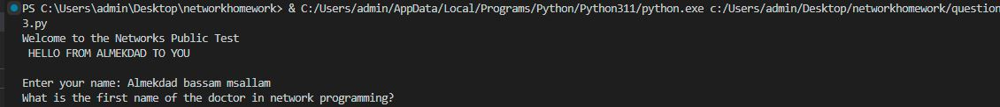 PS C:\Users\admin\Desktop\networkhomework> & C:/Users/admin/AppData/Local/Programs/Python/Python311/python.exe c:/Users/admin/Desktop/networkhomework/question
3.py
Welcome to the Networks Public Test
HELLO FROM ALMEKDAD TO YOU
Enter your name: Almekdad bassam msallam
What is the first name of the doctor in network programming?